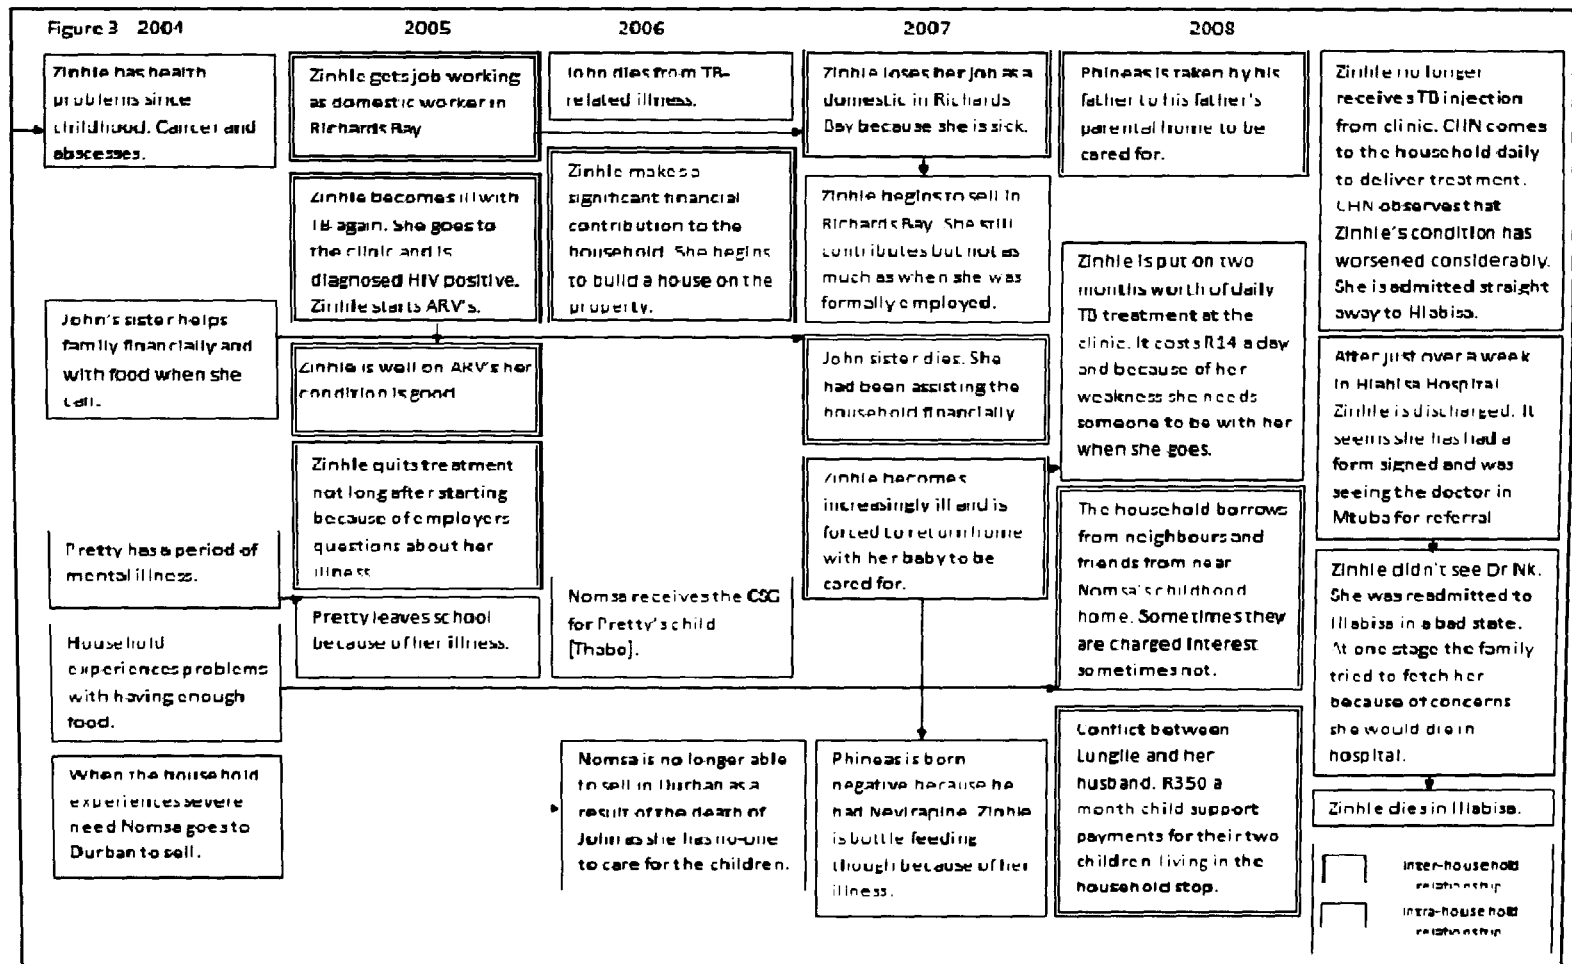 Figure 3 2004
2005
2006
2007
2008
Zinhle has health
problems since
childhood. Cancer and
abscesses.
John's sister helps
family financially and
with food when she
can.
Pretty has a period of
mental illness.
Household
experiences problems
with having enough
food.
When the household
experiences severe
need Nomsa goes to
Durban to sell.
Zinhle gets job working
as domestic worker in
Richards Bay
Zinhle becomes ill with
TB again. She goes to
the clinic and is
diagnosed HIV positive.
Zinhle starts ARV's.
Zinhle is well on ARV's her
condition is good
Zinhle quits treatment
not long after starting
because of employers
questions about her
illness
Pretty leaves school
because of her illness.
John dies from TB-
related illness.
Zinhle makes a
significant financial
contribution to the
household. She begins
to build a house on the
property.
Nomsa receives the CSG
for Pretty's child
[Thabo].
Nomsa is no longer able
to sell in Durban as a
result of the death of
John as she has no-one
to care for the children.
Zinhle loses her job as a
domestic in Richards
Bay because she is sick.
Zinhle begins to sell in
Richards Bay. She still
contributes but not as
much as when she was
formally employed.
John sister dies. She
had been assisting the
household financially
Zinhle becomes
increasingly ill and is
forced to return home
with her baby to be
cared for.
Phineas is born
negative because he
had Nevirapine. Zinhle
is bottle feeding
though because of her
illness.
Phineas is taken by his
father to his father's
parental home to be
cared for.
Zinhle is put on two
months worth of daily
TB treatment at the
clinic. It costs R14 a day
and because of her
weakness she needs
someone to be with her
when she goes.
The household borrows
from neighbours and
friends from near
Nomsa's childhood
home. Sometimes they
are charged interest
sometimes not.
Conflict between
Lungile and her
husband. R350 a
month child support
payments for their two
children living in the
household stop.
Zinhle no longer
receives TB injection
from clinic. CHN comes
to the household daily
to deliver treatment.
CHN observes that
Zinhle's condition has
worsened considerably.
She is admitted straight
away to Hlabisa.
After just over a week
in Hlabisa Hospital
Zinhle is discharged. It
seems she has had a
form signed and was
seeing the doctor in
Mtuba for referral
Zinhle didn't see Dr Nk.
She was readmitted to
Hlabisa in a bad state.
At one stage the family
tried to fetch her
because of concerns
she would die in
hospital.
Zinhle dies in Hlabisa.
Inter-household
relationship
Intra-household
relationship